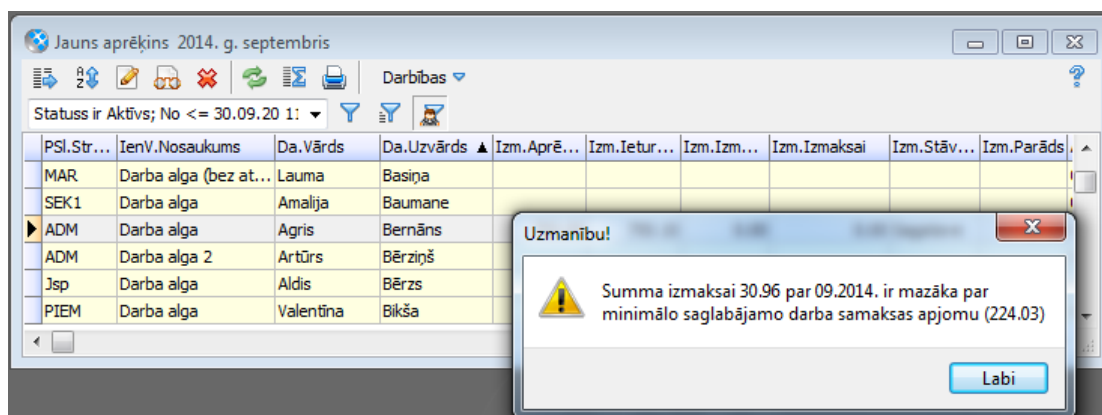 Jauns aprēķins 2014. g. septembris
Darbības
Statuss ir Aktīvs; No <= 30.09.20 1:
PSl.Str... IenV.Nosaukums Da.Vārds Da.Uzvārds Izm.Aprē... Izm.Ietur... Izm.Izm... Izm.Izmaksai Izm.Stāv... Izm.Parāds
MAR Darba alga (bez at... Lauma Basiņa
SEK1 Darba alga Amalija Baumane
ADM Darba alga Agris Bernāns
ADM Darba alga 2 Artūrs Bērziņš
Jsp Darba alga Aldis Bērzs
PIEM Darba alga Valentīna Bikša
Uzmanību!
Summa izmaksai 30.96 par 09.2014. ir mazāka par
minimālo saglabājamo darba samaksas apjomu (224.03)
Labi